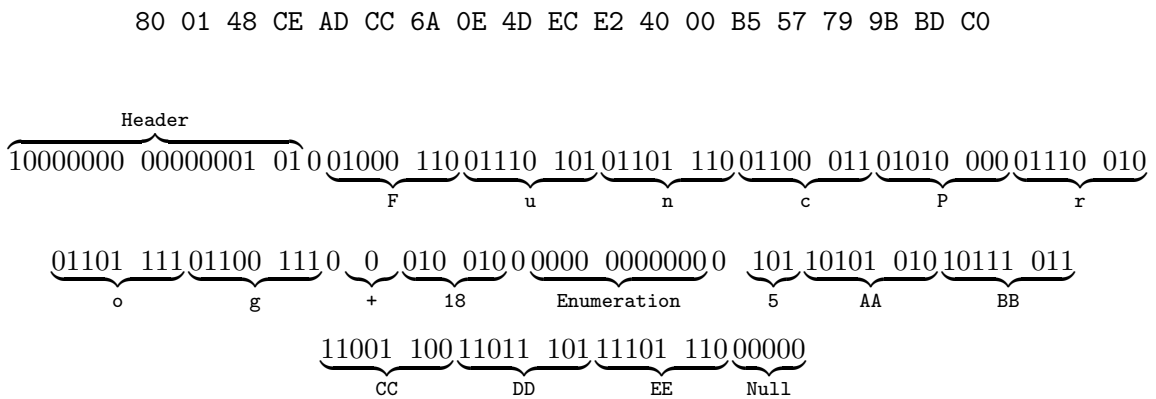 80 01 48 CE AD CC 6A 0E 4D EC E2 40 00 B5 57 79 9B BD C0
Header
10000000 00000001 01 0 01000 110 01110 101 01101 110 01100 011 01010 000 01110 010
F u n c P r
01101 111 01100 111 0 0 010 010 0 0000 0000000 0 101 10101 010 10111 011
o g + 18 Enumeration 5 AA BB
11001 100 11011 101 11101 110 00000
CC DD EE Null